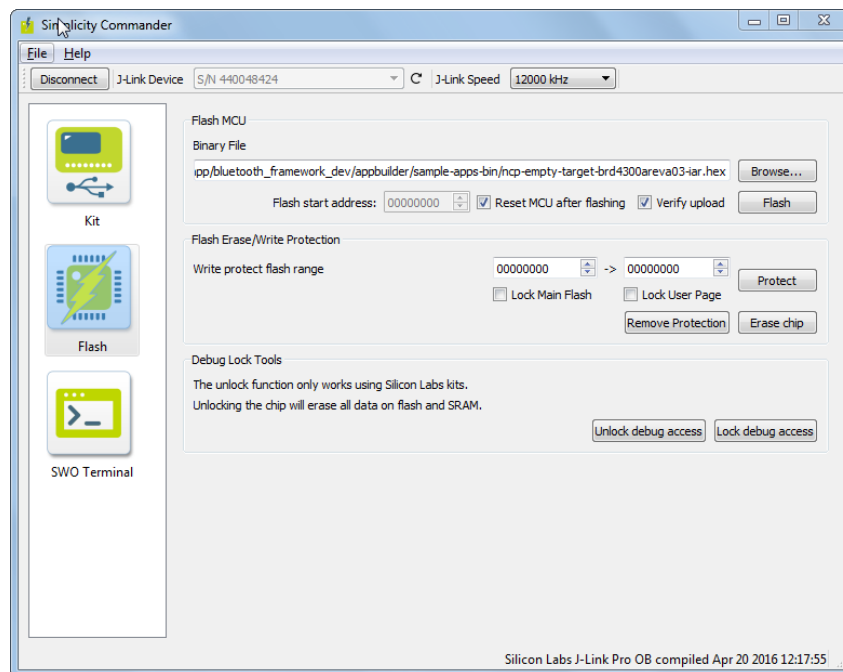 Simplicity Commander
File Help
Disconnect J-Link Device S/N 440048424 J-Link Speed 12000 kHz
Flash MCU
Binary File
app/bluetooth_framework_dev/appbuilder/sample-apps-bin/ncp-empty-target-brd4300areva03-iar.hex Browse...
Flash start address: 00000000 Reset MCU after flashing Verify upload Flash
Kit
Flash Erase/Write Protection
Write protect flash range 00000000 -> 00000000 Protect
Lock Main Flash Lock User Page
Remove Protection Erase chip
Flash
Debug Lock Tools
The unlock function only works using Silicon Labs kits.
Unlocking the chip will erase all data on flash and SRAM.
Unlock debug access Lock debug access
SWO Terminal
Silicon Labs J-Link Pro OB compiled Apr 20 2016 12:17:55